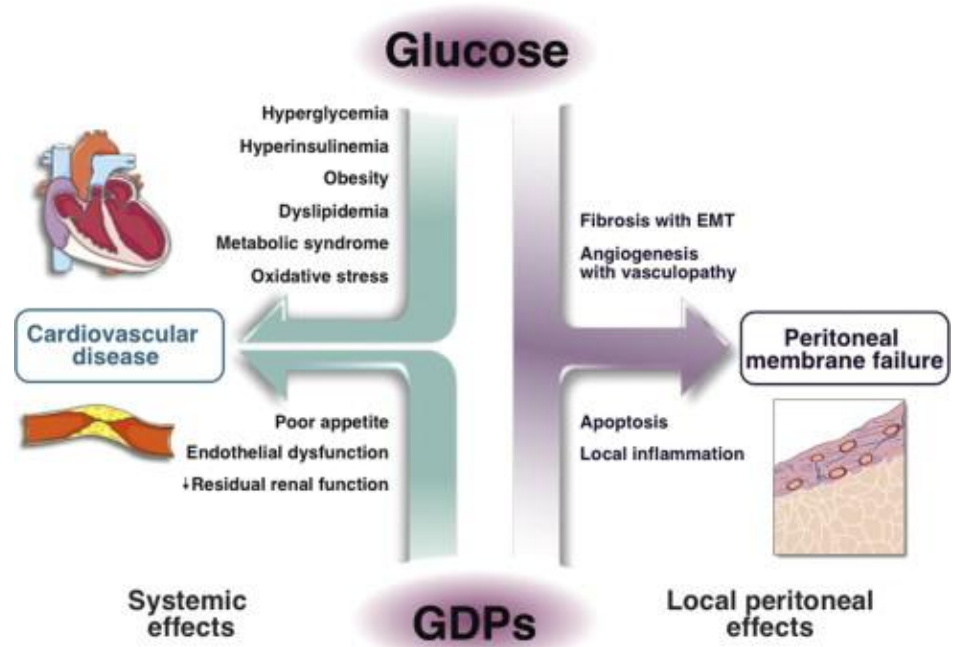 Glucose
Hyperglycemia
Hyperinsulinemia
Obesity
Dyslipidemia
Metabolic syndrome
Oxidative stress
Fibrosis with EMT
Angiogenesis
with vasculopathy
Cardiovascular
disease
Peritoneal
membrane failure
Poor appetite
Endothelial dysfunction
↓Residual renal function
Apoptosis
Local inflammation
Systemic
effects
GDPs
Local peritoneal
effects